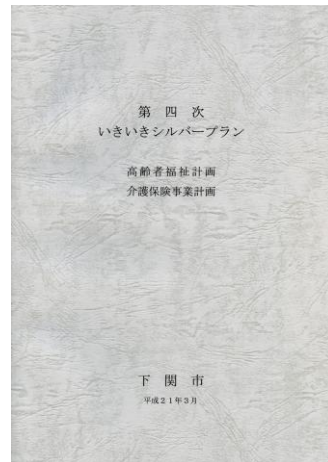 第四次
いきいきシルバープラン
高齢者福祉計画
介護保険事業計画
下関市
平成21年3月